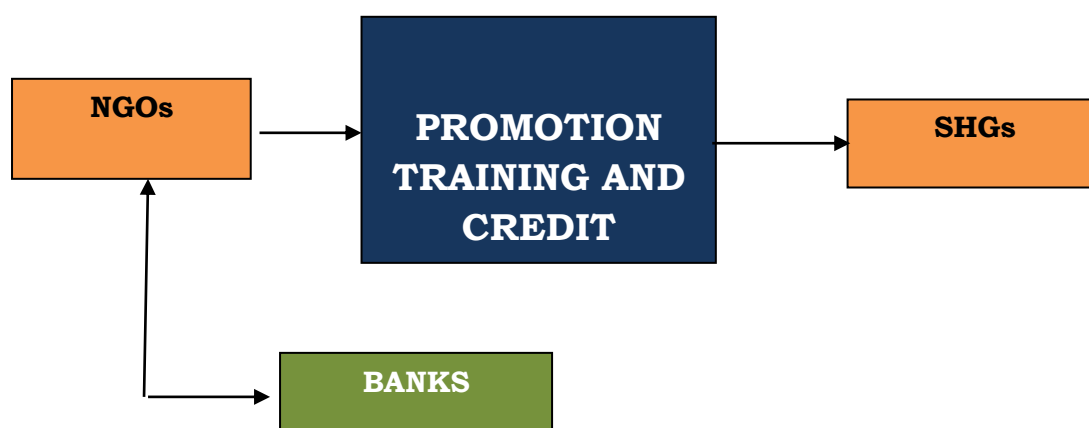 NGOs
PROMOTION
TRAINING AND
CREDIT
SHGs
BANKS